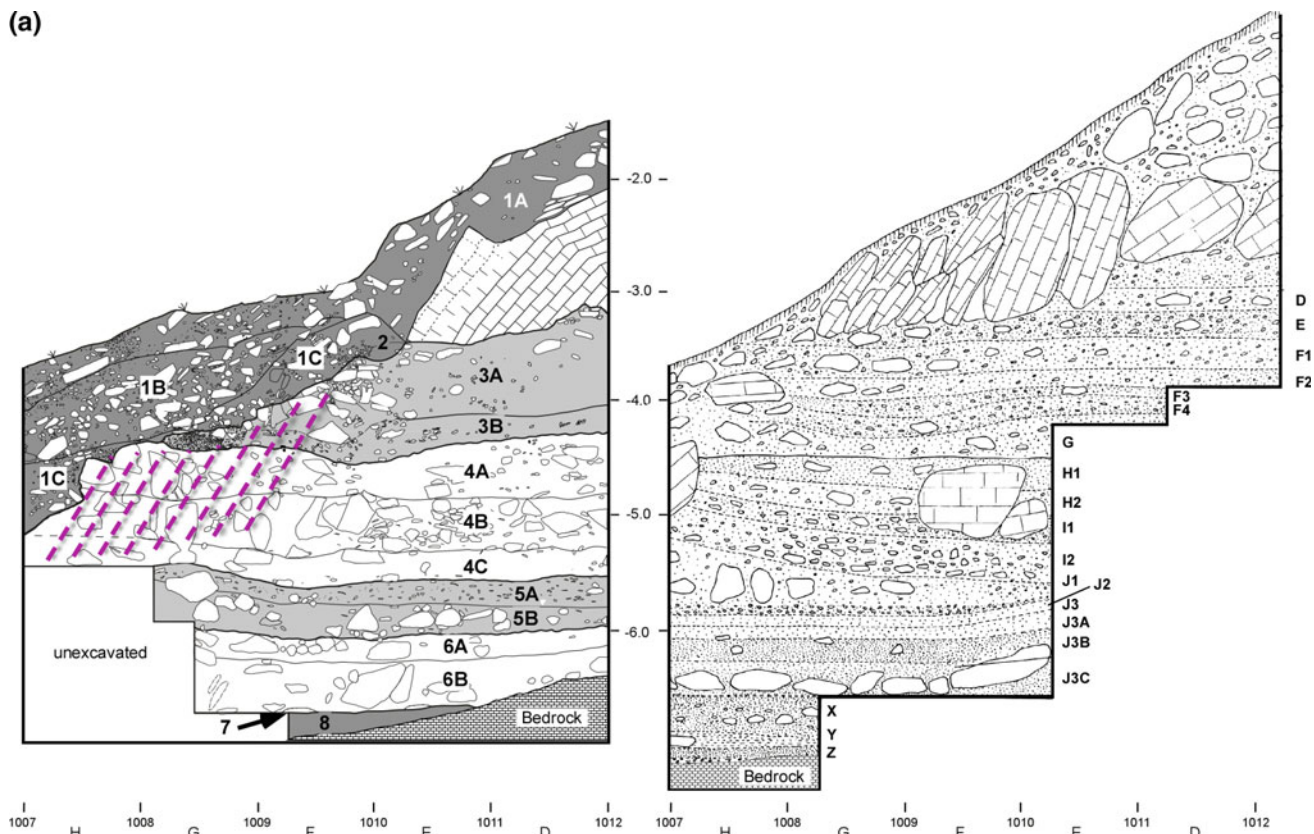 (a)
1A
-2.0
-3.0
2
1C
1B
3A
-4.0
3B
1C
4A
4B
-5.0
4C
5A
5B
-6.0
6A
unexcavated
6B
7
8
Bedrock
1007
1008
1009
1010
1011
1012
H
G
F
E
D
D
E
F1
F2
F3
F4
G
H1
H2
I1
I2
J1
J2
J3
J3A
J3B
J3C
X
Y
Z
Bedrock
1007
1008
1009
1010
1011
1012
H
G
F
E
D